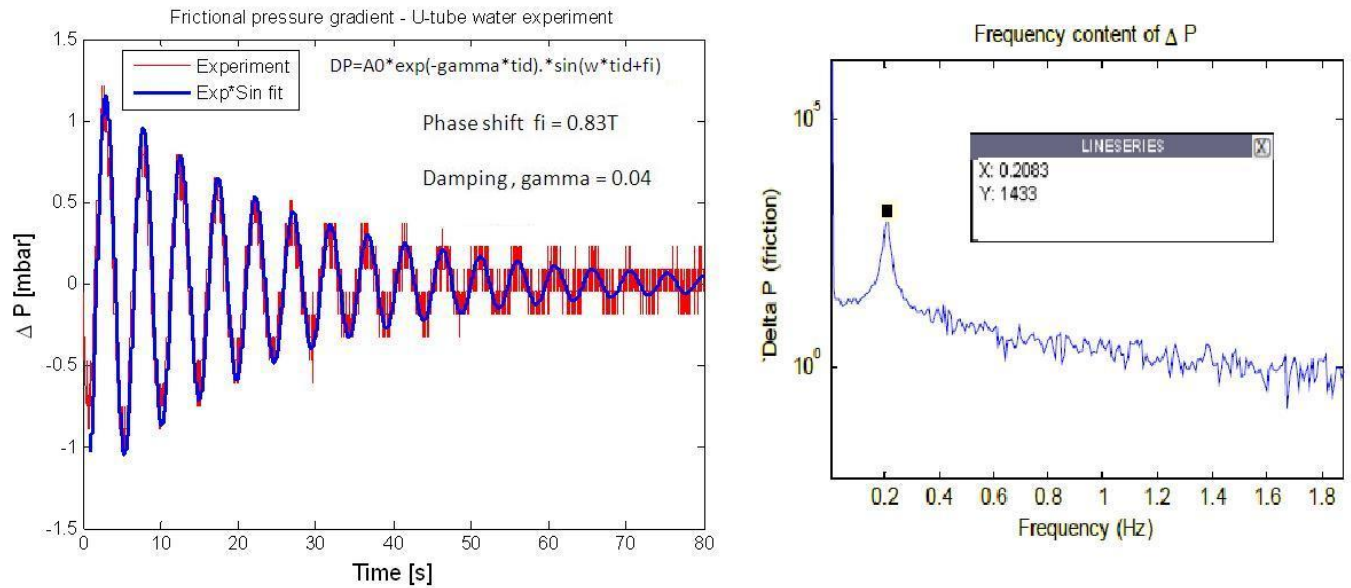 Frictional pressure gradient - U-tube water experiment
1.5
1
0.5
0
-0.5
-1
-1.5
Δ P [mbar]
Experiment
Exp*Sin fit
DP=A0*exp(-gamma*tid).*sin(w*tid+fi)
Phase shift fi = 0.83T
Damping , gamma = 0.04
0 10 20 30 40 50 60 70 80
Time [s]
Frequency content of Δ P
'Delta P (friction)
10^5
10^0
LINESERIES X
X: 0.2083
Y: 1433
0.2 0.4 0.6 0.8 1 1.2 1.4 1.6 1.8
Frequency (Hz)